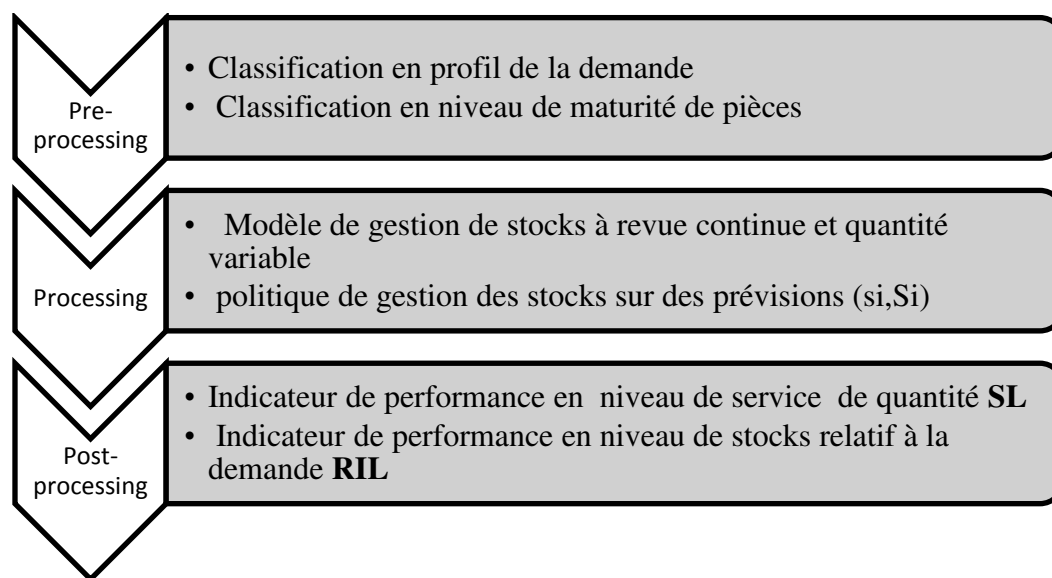 Pre-
processing
• Classification en profil de la demande
• Classification en niveau de maturité de pièces
Processing
• Modèle de gestion de stocks à revue continue et quantité
variable
• politique de gestion des stocks sur des prévisions (si,Si)
Post-
processing
• Indicateur de performance en niveau de service de quantité SL
• Indicateur de performance en niveau de stocks relatif à la
demande RIL